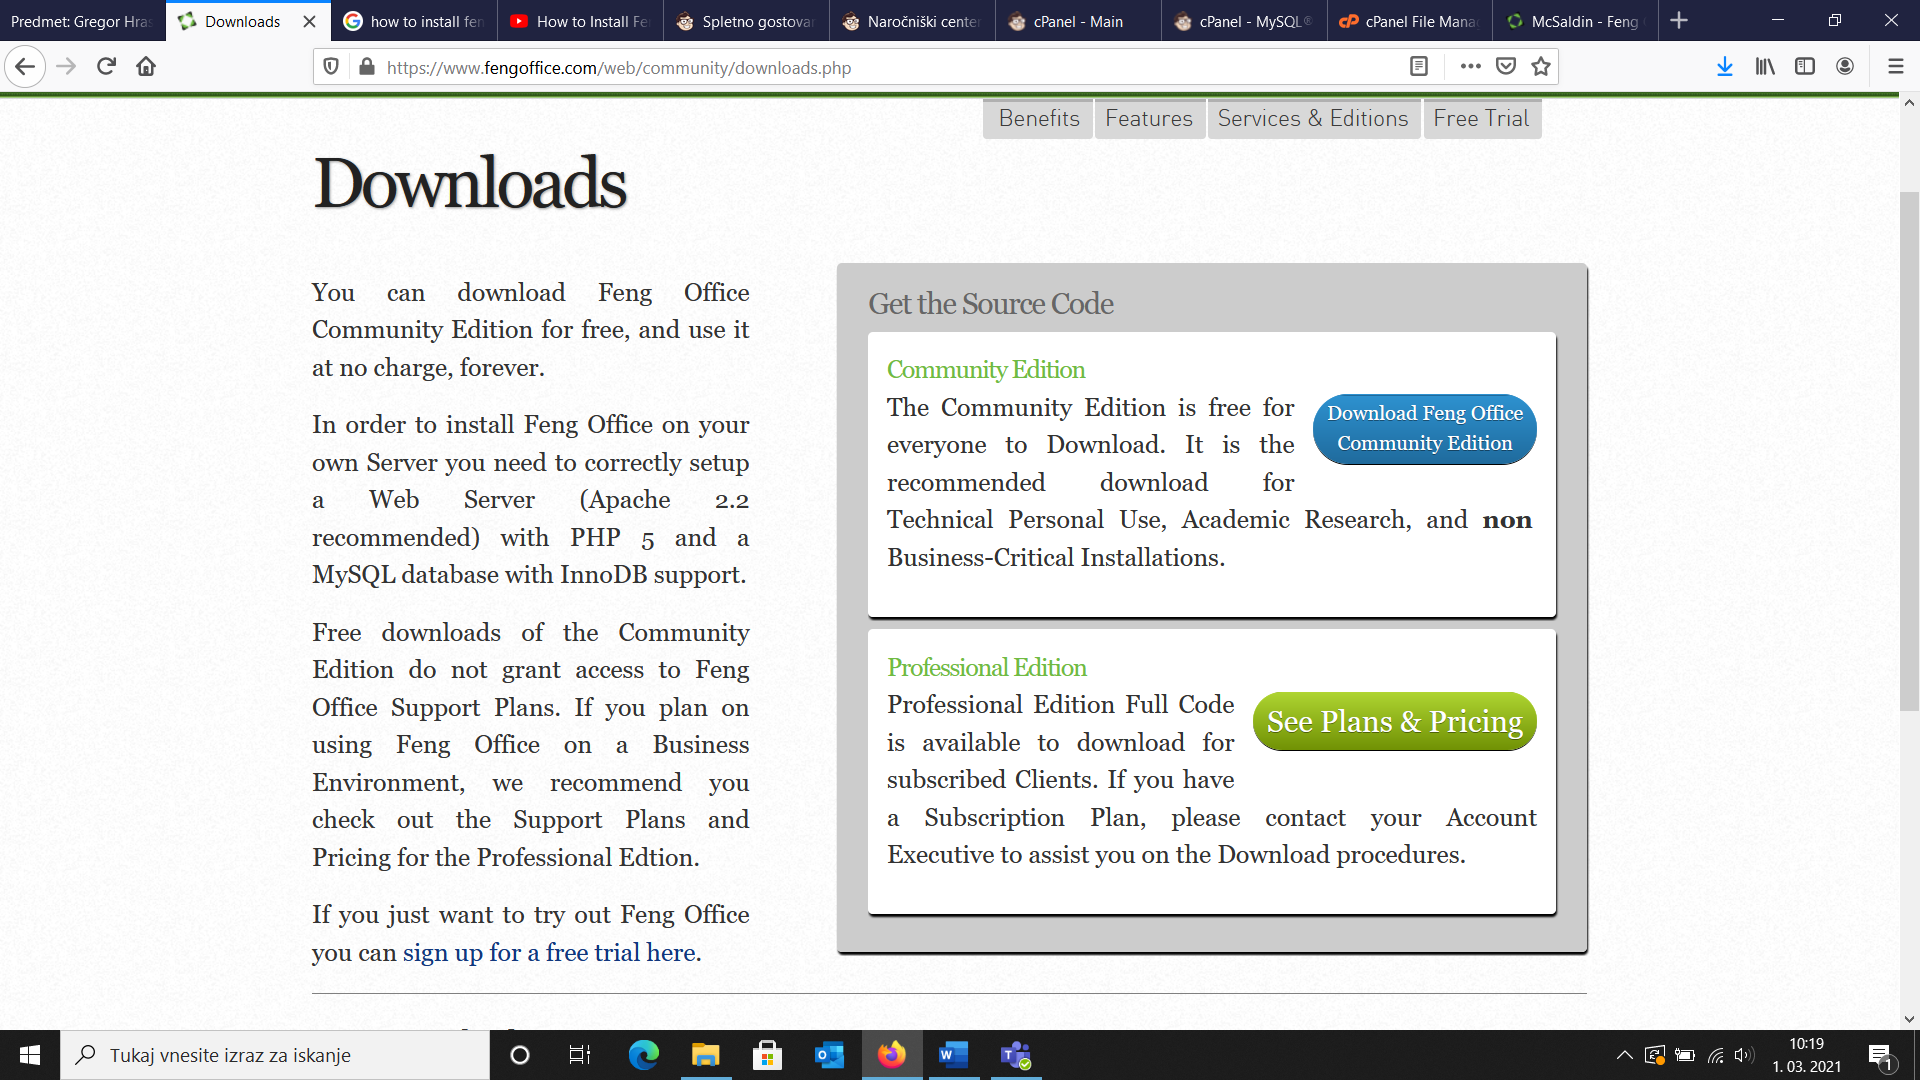 Predmet: Gregor Hras
Downloads
how to install fen
How to Install Fe
Spletno gostovan
Naročniški center
cPanel - Main
cPanel - MySQL®
cPanel File Mana
McSaldin - Feng
https://www.fengoffice.com/web/community/downloads.php
Benefits
Features
Services & Editions
Free Trial
Downloads
You can download Feng Office
Community Edition for free, and use it
at no charge, forever.
In order to install Feng Office on your
own Server you need to correctly setup
a Web Server (Apache 2.2
recommended) with PHP 5 and a
MySQL database with InnoDB support.
Free downloads of the Community
Edition do not grant access to Feng
Office Support Plans. If you plan on
using Feng Office on a Business
Environment, we recommend you
check out the Support Plans and
Pricing for the Professional Edtion.
If you just want to try out Feng Office
you can sign up for a free trial here.
Get the Source Code
Community Edition
The Community Edition is free for
everyone to Download. It is the
recommended download for
Technical Personal Use, Academic Research, and non
Business-Critical Installations.
Download Feng Office
Community Edition
Professional Edition
Professional Edition Full Code
is available to download for
subscribed Clients. If you have
a Subscription Plan, please contact your Account
Executive to assist you on the Download procedures.
See Plans & Pricing
Tukaj vnesite izraz za iskanje
10:19
1. 03. 2021
1